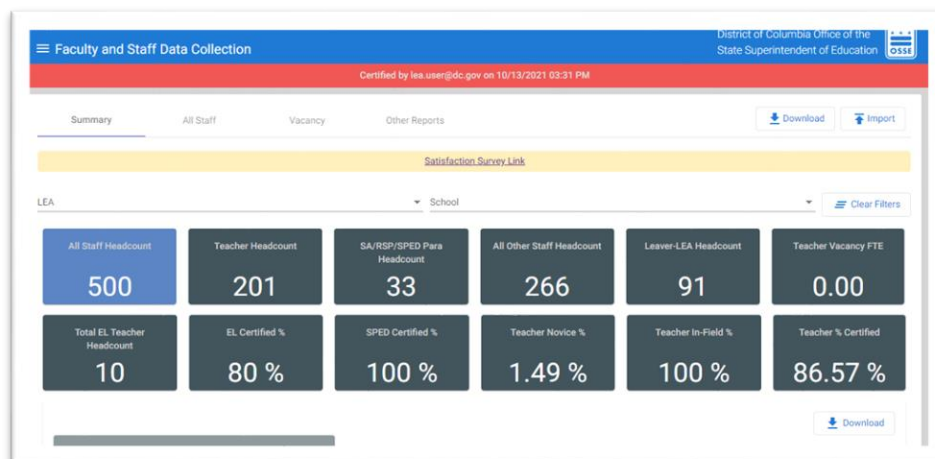 District of Columbia Office of the
State Superintendent of Education
OSSE
Faculty and Staff Data Collection
Certified by lea.user@dc.gov on 10/13/2021 03:31 PM
Summary
All Staff
Vacancy
Other Reports
Download
Import
Satisfaction Survey Link
LEA
School
Clear Filters
All Staff Headcount
500
Teacher Headcount
201
SA/RSP/SPED Para
Headcount
33
All Other Staff Headcount
266
Leaver-LEA Headcount
91
Teacher Vacancy FTE
0.00
Total EL Teacher
Headcount
10
EL Certified %
80 %
SPED Certified %
100 %
Teacher Novice %
1.49 %
Teacher In-Field %
100 %
Teacher % Certified
86.57 %
Download